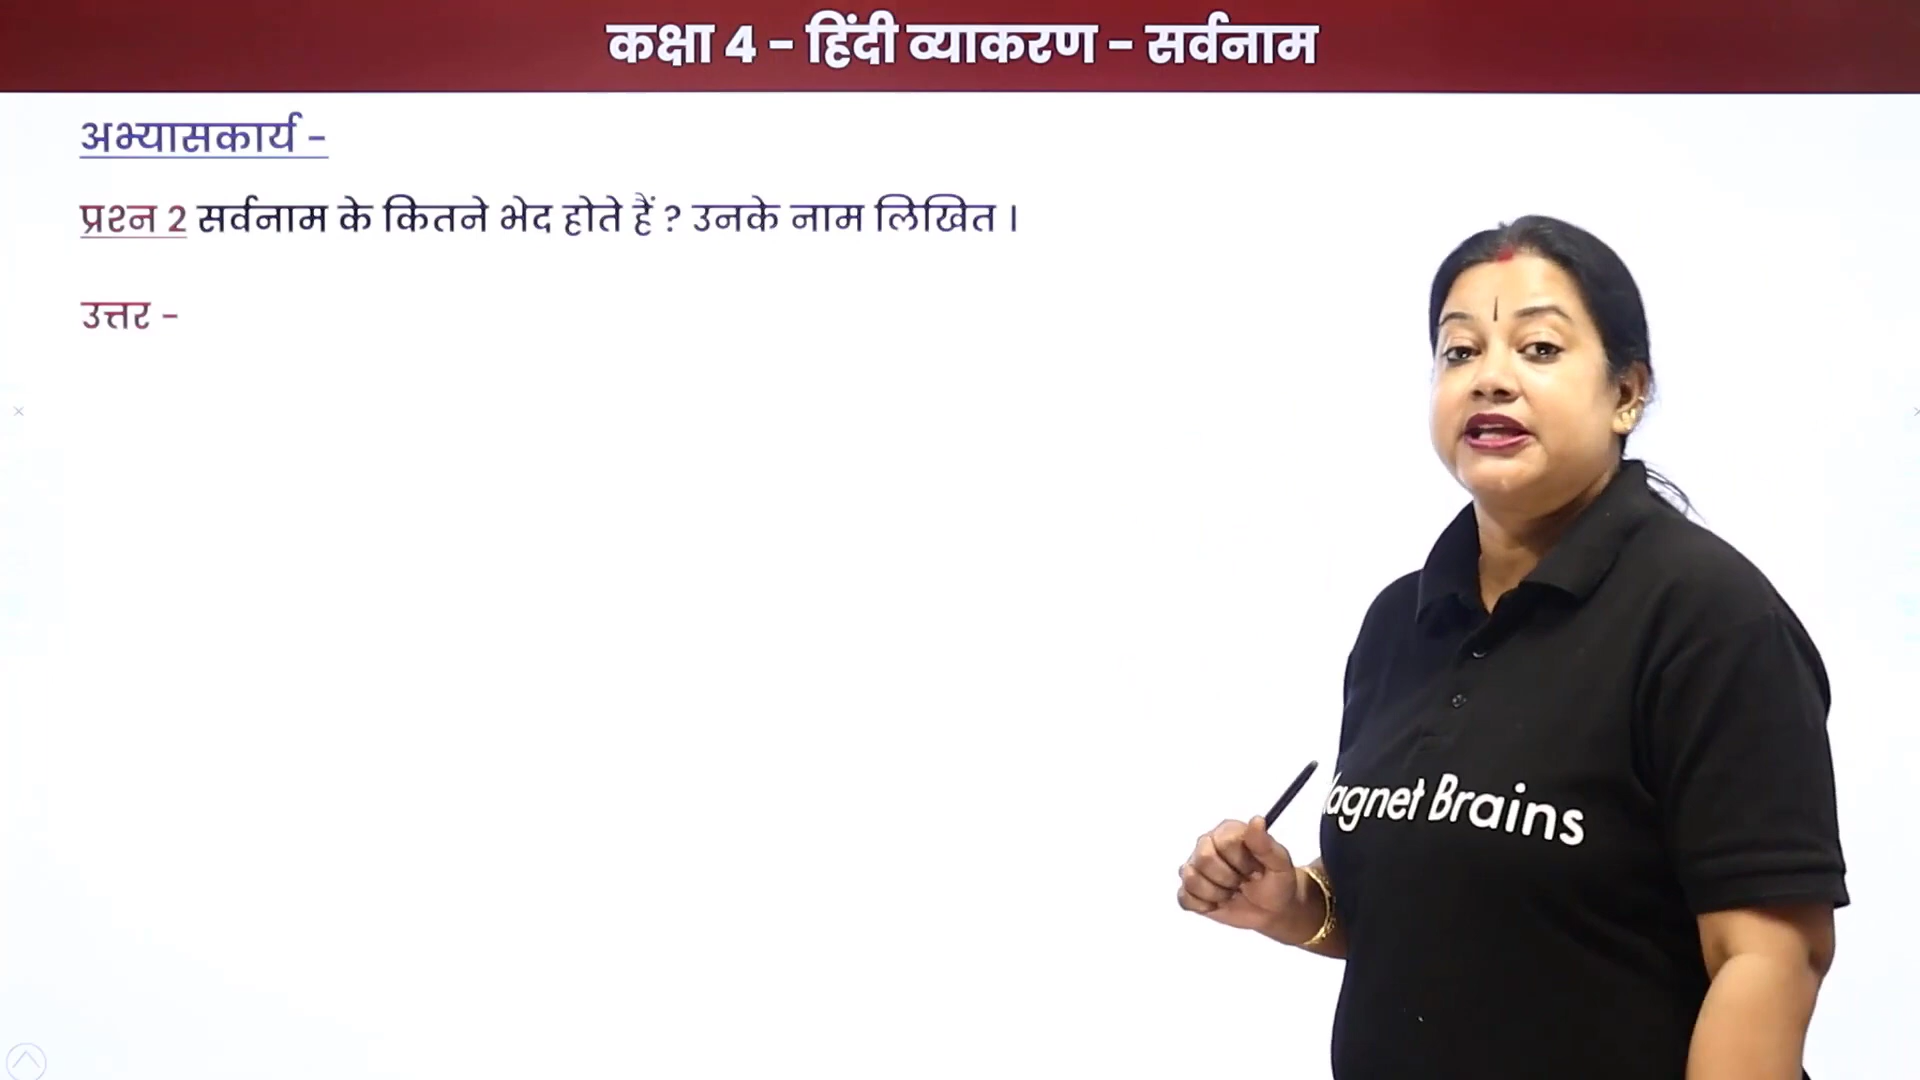 कक्षा 4 - हिंदी व्याकरण - सर्वनाम
अभ्यासकार्य -
प्रश्न 2 सर्वनाम के कितने भेद होते हैं ? उनके नाम लिखित ।
उत्तर -
agnet Brains